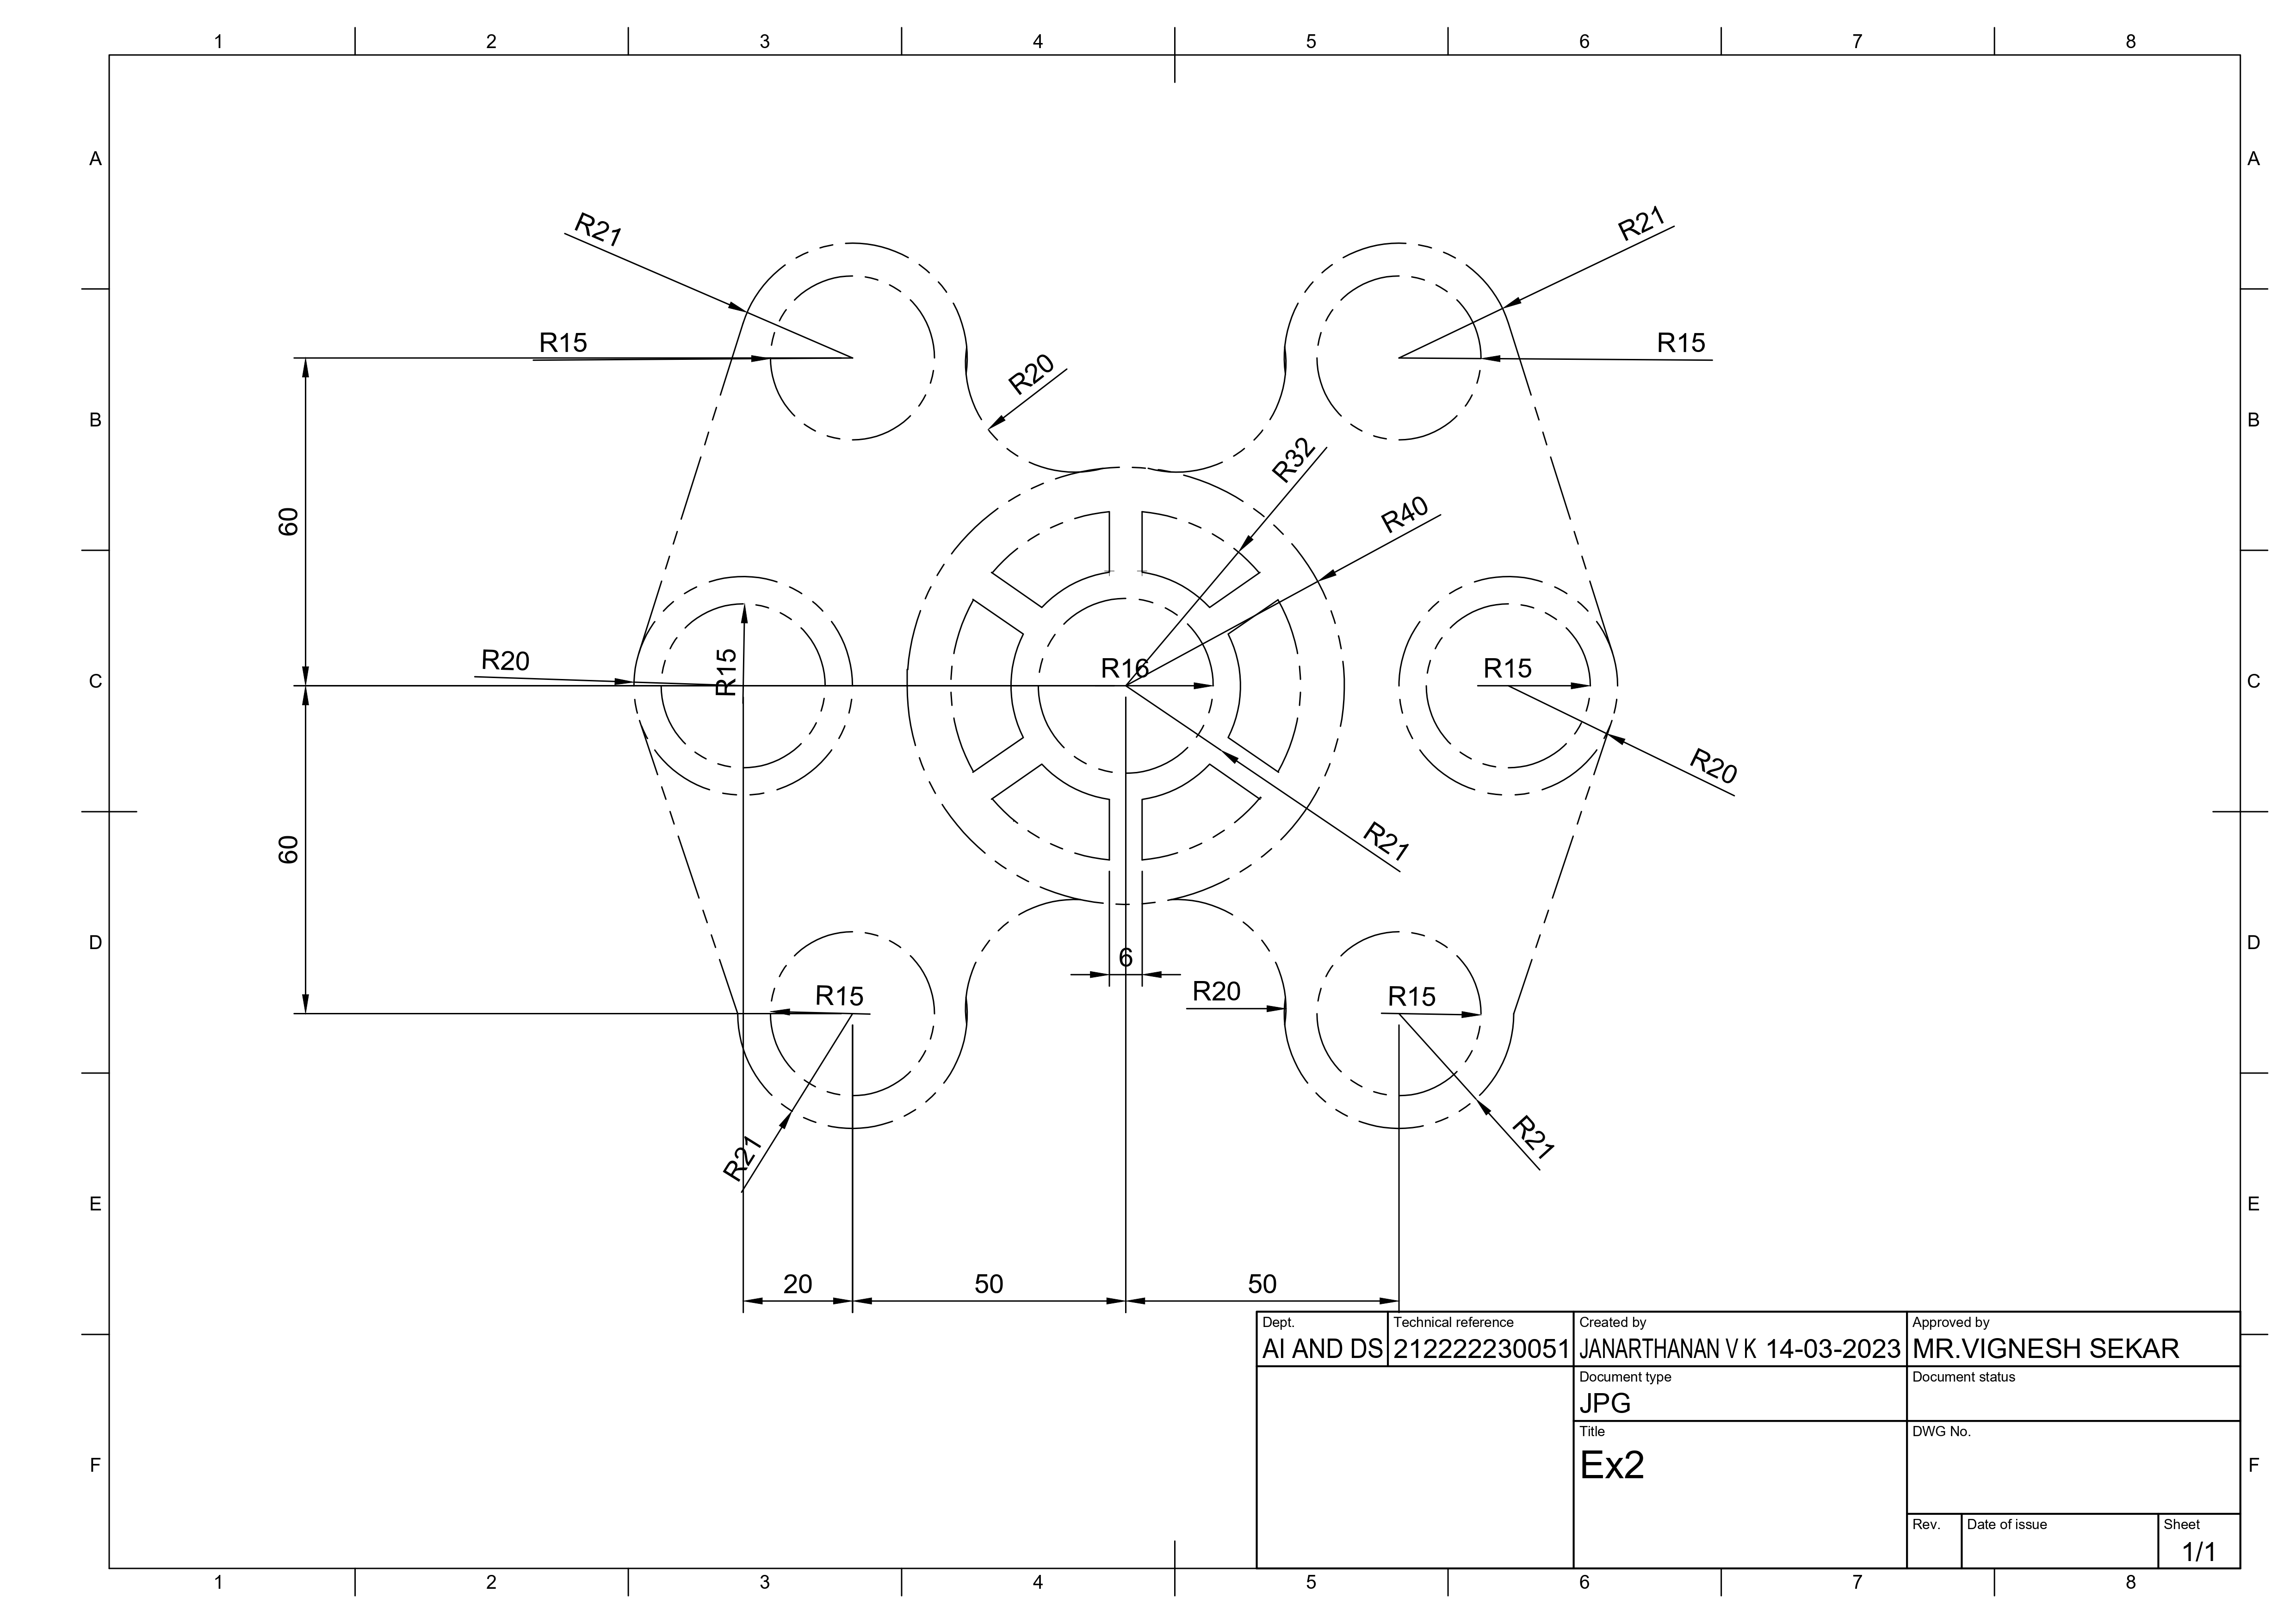 1 2 3 4 5 6 7 8
A A
R21 R21
R15 R15
R20
B B
R32
R40
60
R20 R15 R16 R15
C C
R20
R21
60
D D
6
R15 R20 R15
R21 R21
E E
20 50 50
Dept. Technical reference Created by Approved by
AI AND DS 212222230051 JANARTHANAN V K 14-03-2023 MR.VIGNESH SEKAR
Document type Document status
JPG
Title DWG No.
Ex2
F F
Rev. Date of issue Sheet
1/1
1 2 3 4 5 6 7 8